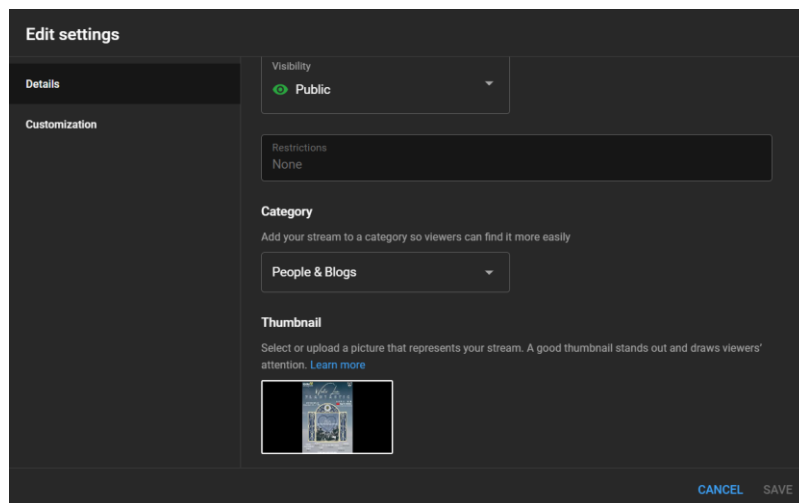 Edit settings
Details
Customization
Visibility
Public
Restrictions
None
Category
Add your stream to a category so viewers can find it more easily
People & Blogs
Thumbnail
Select or upload a picture that represents your stream. A good thumbnail stands out and draws viewers'
attention. Learn more
CANCEL SAVE